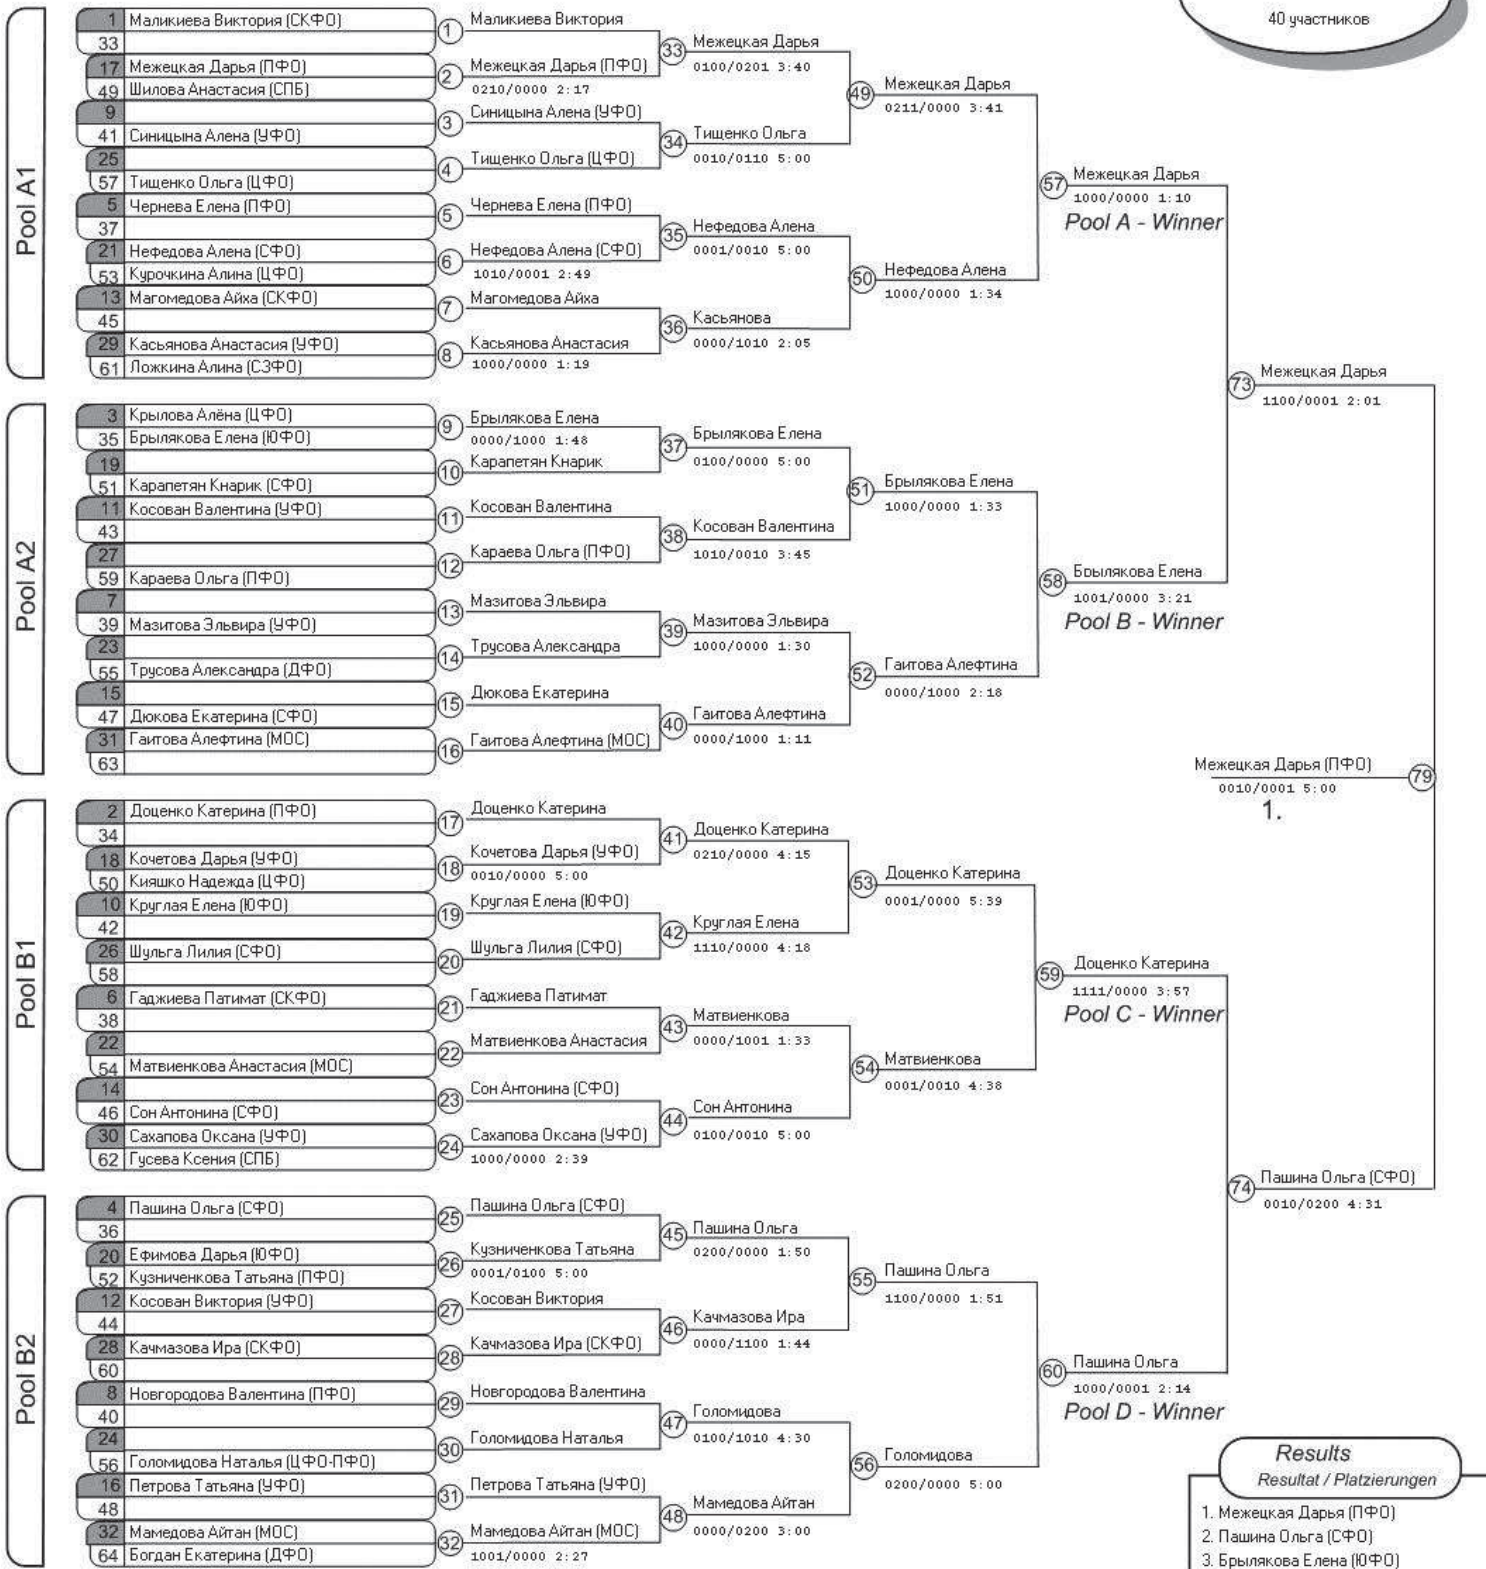 40 участников
Pool A1
1 Маликиева Виктория (СКФО)
33
17 Межецкая Дарья (ПФО)
49 Шилова Анастасия (СПБ)
9
41 Синицына Алена (УФО)
25
57 Тищенко Ольга (ЦФО)
5 Чернева Елена (ПФО)
37
21 Нефедова Алена (СФО)
53 Курочкина Алина (ЦФО)
13 Магомедова Айха (СКФО)
45
29 Касьянова Анастасия (УФО)
61 Ложкина Алина (СЗФО)
1 Маликиева Виктория
2 Межецкая Дарья (ПФО)
0210/0000 2:17
3 Синицына Алена (УФО)
4 Тищенко Ольга (ЦФО)
5 Чернева Елена (ПФО)
6 Нефедова Алена (СФО)
1010/0001 2:49
7 Магомедова Айха
8 Касьянова Анастасия
1000/0000 1:19
33 Межецкая Дарья
0100/0201 3:40
34 Тищенко Ольга
0010/0110 5:00
35 Нефедова Алена
0001/0010 5:00
36 Касьянова
0000/1010 2:05
49 Межецкая Дарья
0211/0000 3:41
50 Нефедова Алена
1000/0000 1:34
57 Межецкая Дарья
1000/0000 1:10
Pool A - Winner
Pool A2
3 Крылова Алёна (ЦФО)
35 Брылякова Елена (ЮФО)
19
51 Карапетян Кнарик (СФО)
11 Косован Валентина (УФО)
43
27
59 Караева Ольга (ПФО)
7
39 Мазитова Эльвира (УФО)
23
55 Трусова Александра (ДФО)
15
47 Дюкова Екатерина (СФО)
31 Гаитова Алефтина (МОС)
63
9 Брылякова Елена
0000/1000 1:48
10 Карапетян Кнарик
11 Косован Валентина
12 Караева Ольга (ПФО)
13 Мазитова Эльвира
14 Трусова Александра
15 Дюкова Екатерина
16 Гаитова Алефтина (МОС)
37 Брылякова Елена
0100/0000 5:00
38 Косован Валентина
1010/0010 3:45
39 Мазитова Эльвира
1000/0000 1:30
40 Гаитова Алефтина
0000/1000 1:11
51 Брылякова Елена
1000/0000 1:33
52 Гаитова Алефтина
0000/1000 2:18
58 Брылякова Елена
1001/0000 3:21
Pool B - Winner
73 Межецкая Дарья
1100/0001 2:01
Pool B1
2 Доценко Катерина (ПФО)
34
18 Кочетова Дарья (УФО)
50 Кияшко Надежда (ЦФО)
10 Круглая Елена (ЮФО)
42
26 Шульга Лилия (СФО)
58
6 Гаджиева Патимат (СКФО)
38
22
54 Матвиенкова Анастасия (МОС)
14
46 Сон Антонина (СФО)
30 Сахапова Оксана (УФО)
62 Гусева Ксения (СПБ)
17 Доценко Катерина
18 Кочетова Дарья (УФО)
0010/0000 5:00
19 Круглая Елена (ЮФО)
20 Шульга Лилия (СФО)
21 Гаджиева Патимат
22 Матвиенкова Анастасия
23 Сон Антонина (СФО)
24 Сахапова Оксана (УФО)
1000/0000 2:39
41 Доценко Катерина
0210/0000 4:15
42 Круглая Елена
1110/0000 4:18
43 Матвиенкова
0000/1001 1:33
44 Сон Антонина
0100/0010 5:00
53 Доценко Катерина
0001/0000 5:39
54 Матвиенкова
0001/0010 4:38
59 Доценко Катерина
1111/0000 3:57
Pool C - Winner
Pool B2
4 Пашина Ольга (СФО)
36
20 Ефимова Дарья (ЮФО)
52 Кузниченкова Татьяна (ПФО)
12 Косован Виктория (УФО)
44
28 Качмазова Ира (СКФО)
60
8 Новгородова Валентина (ПФО)
40
24
56 Голомидова Наталья (ЦФО-ПФО)
16 Петрова Татьяна (УФО)
48
32 Мамедова Айтан (МОС)
64 Богдан Екатерина (ДФО)
25 Пашина Ольга (СФО)
26 Кузниченкова Татьяна
0001/0100 5:00
27 Косован Виктория
28 Качмазова Ира (СКФО)
29 Новгородова Валентина
30 Голомидова Наталья
31 Петрова Татьяна (УФО)
32 Мамедова Айтан (МОС)
1001/0000 2:27
45 Пашина Ольга
0200/0000 1:50
46 Качмазова Ира
0000/1100 1:44
47 Голомидова
0100/1010 4:30
48 Мамедова Айтан
0000/0200 3:00
55 Пашина Ольга
1100/0000 1:51
56 Голомидова
0200/0000 5:00
60 Пашина Ольга
1000/0001 2:14
Pool D - Winner
74 Пашина Ольга (СФО)
0010/0200 4:31
Межецкая Дарья (ПФО) 79
0010/0001 5:00
1.
Results
Resultat / Platzierungen
1. Межецкая Дарья (ПФО)
2. Пашина Ольга (СФО)
3. Брылякова Елена (ЮФО)